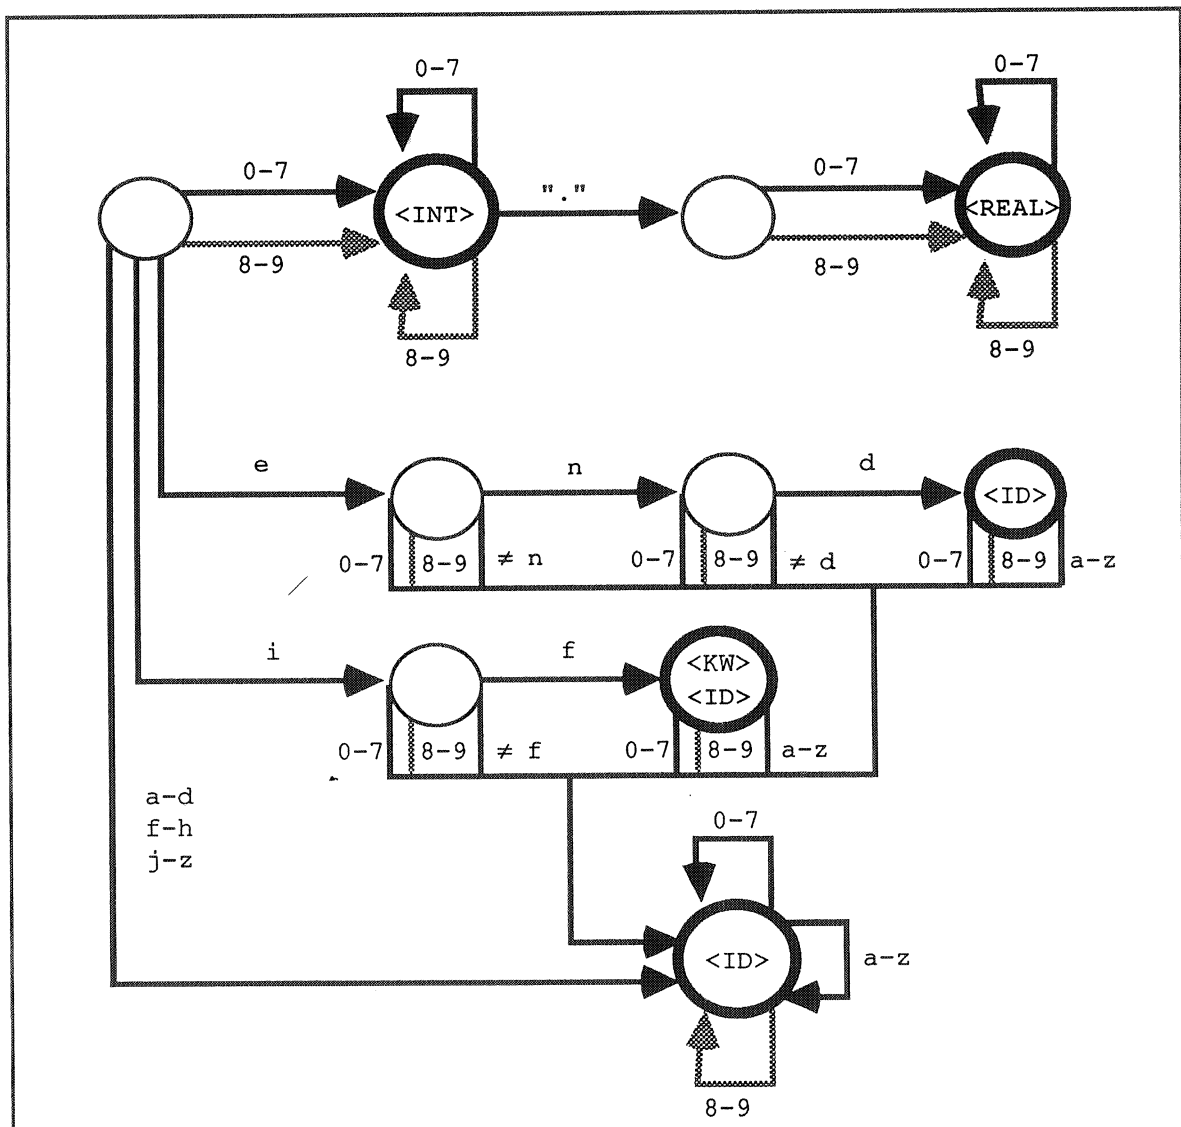 0-7
0-7
0-7
<INT>
"."
0-7
<REAL>
8-9
8-9
8-9
8-9
e
n
d
<ID>
0-7
8-9
≠ n
0-7
8-9
≠ d
0-7
8-9
a-z
i
f
<KW>
<ID>
0-7
8-9
≠ f
0-7
8-9
a-z
a-d
f-h
j-z
0-7
<ID>
a-z
8-9